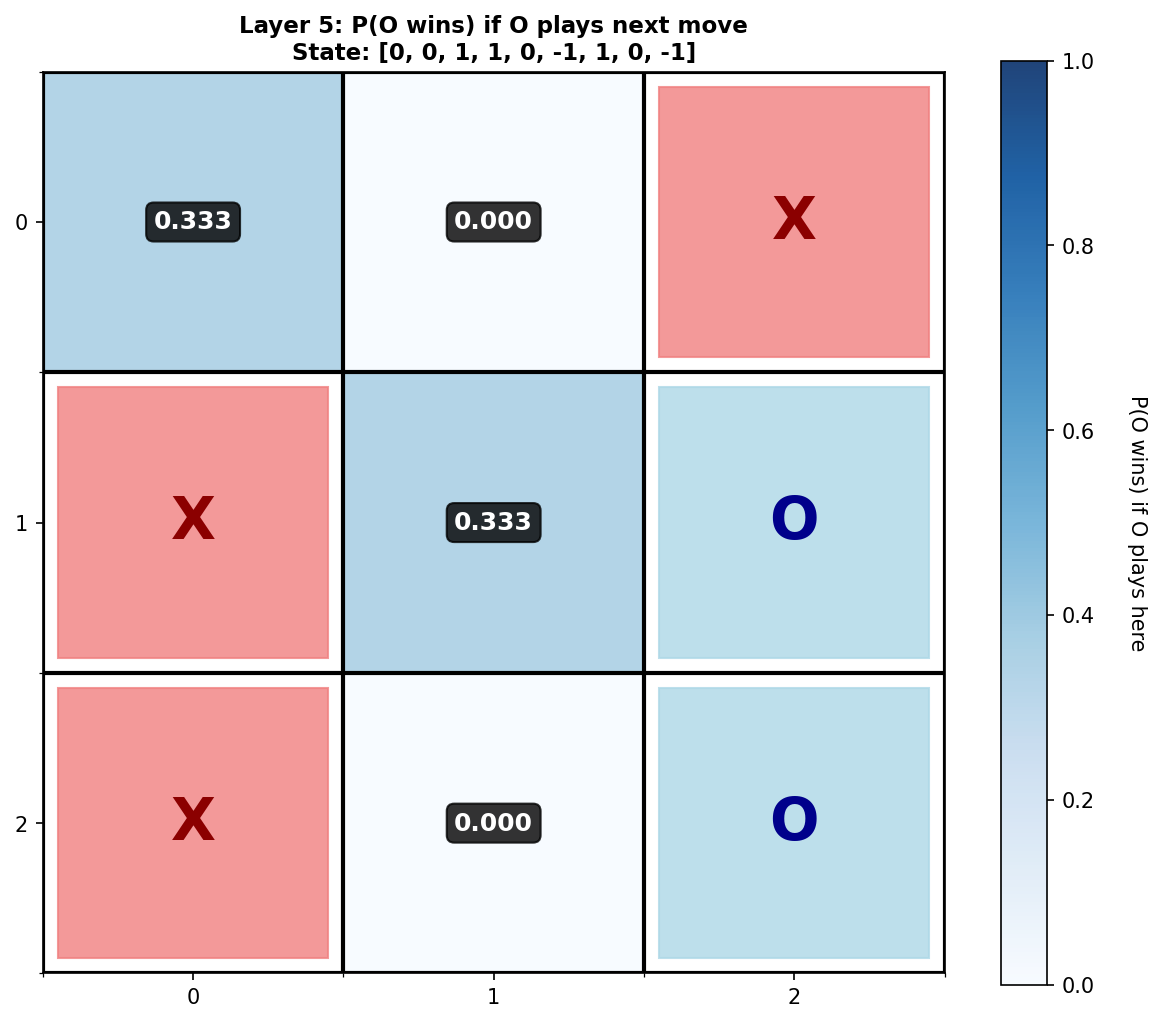 Layer 5: P(O wins) if O plays next move
State: [0, 0, 1, 1, 0, -1, 1, 0, -1]
0.333
0.000
X
X
0.333
O
X
0.000
O
0
1
2
0
1
2
1.0
0.8
0.6
0.4
0.2
0.0
P(O wins) if O plays here